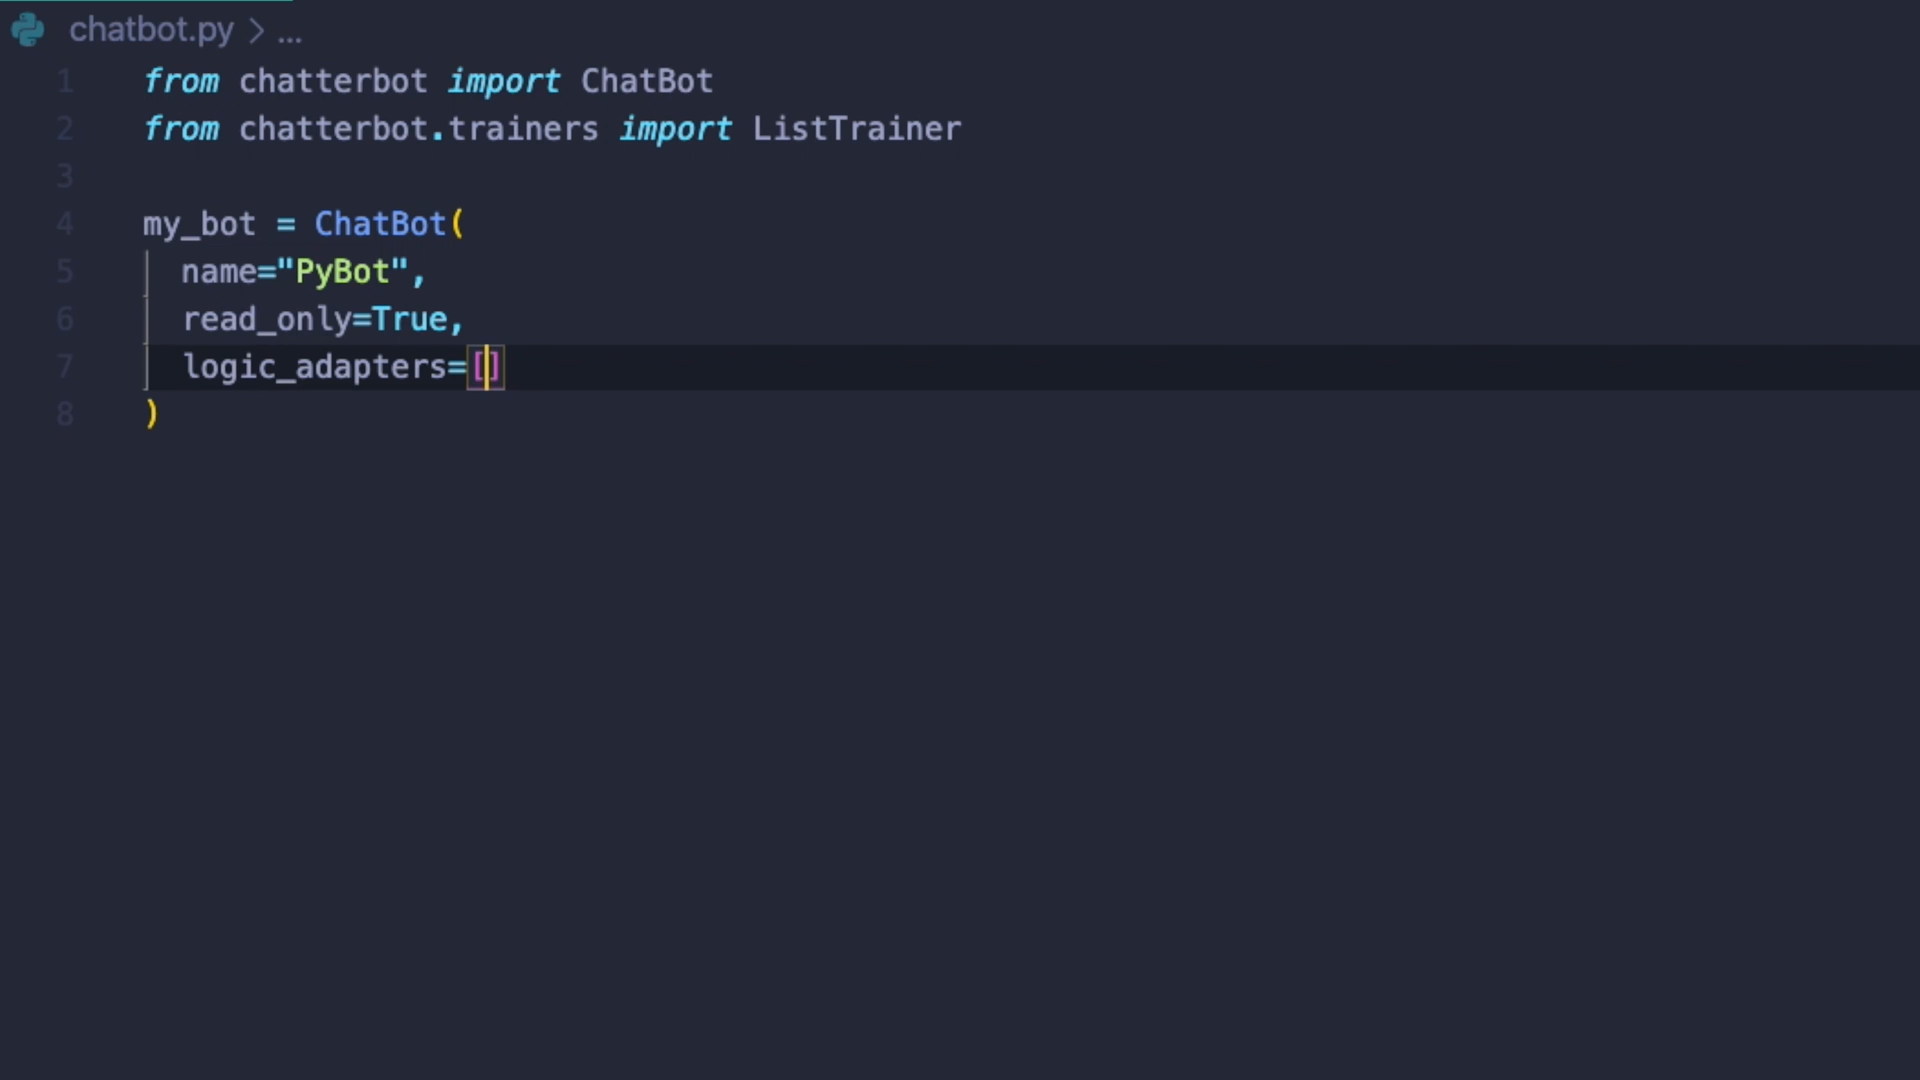 chatbot.py > ...
1 from chatterbot import ChatBot
2 from chatterbot.trainers import ListTrainer
3
4 my_bot = ChatBot(
5   name="PyBot",
6   read_only=True,
7   logic_adapters=[]
8 )